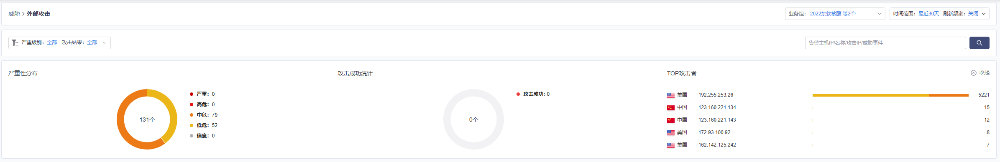 威胁 > 外部攻击
业务组： 2022东软核酸 等2个
时间范围：最近30天 刷新频率：关闭
严重级别：全部 攻击结果：全部
告警主机IP/名称/攻击IP/威胁事件
严重性分布
131个
严重：0
高危：0
中危：79
低危：52
信息：0
攻击成功统计
0个
攻击成功: 0
TOP攻击者
收起
美国 192.255.253.26 5221
中国 123.160.221.134 15
中国 123.160.221.143 12
美国 172.93.100.92 8
美国 162.142.125.242 7